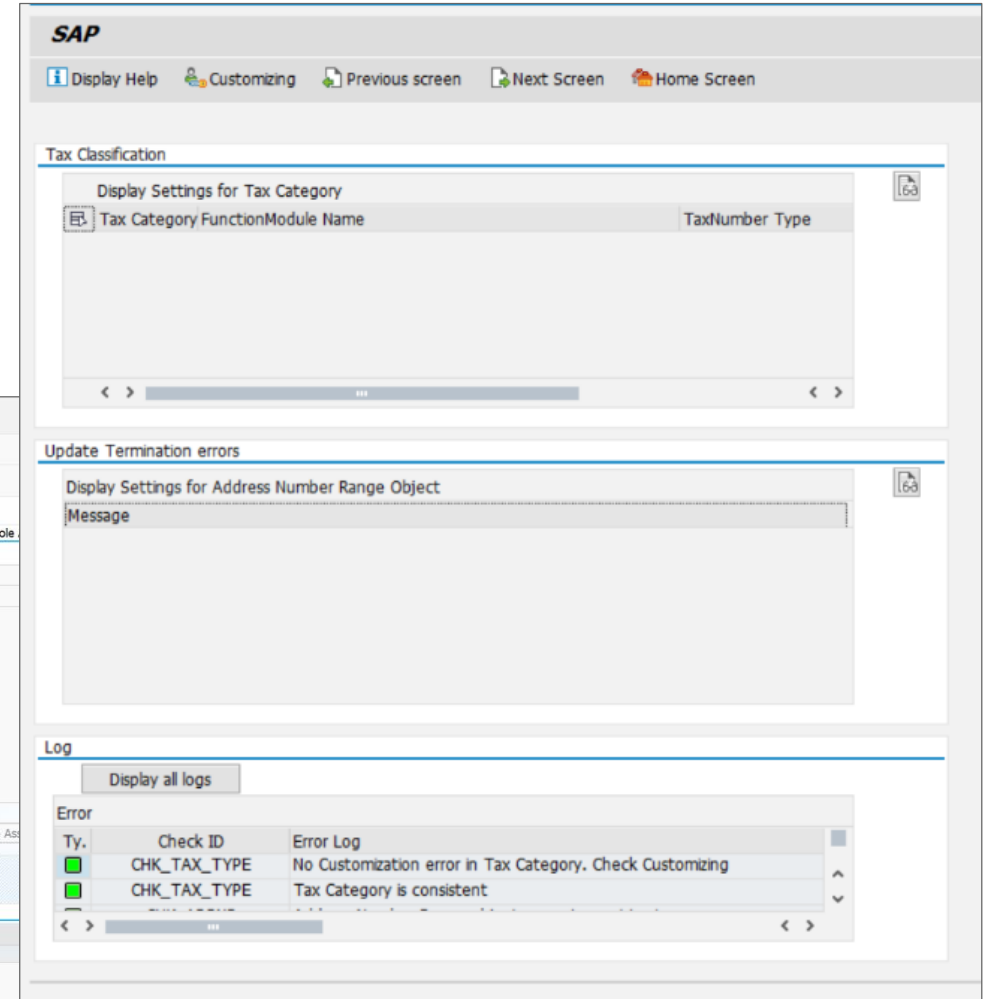 SAP
Display Help Customizing Previous screen Next Screen Home Screen
Tax Classification
Display Settings for Tax Category
Tax Category FunctionModule Name TaxNumber Type
Update Termination errors
Display Settings for Address Number Range Object
Message
ole
Log
Display all logs
Ass
Error
Ty. Check ID Error Log
CHK_TAX_TYPE No Customization error in Tax Category. Check Customizing
CHK_TAX_TYPE Tax Category is consistent